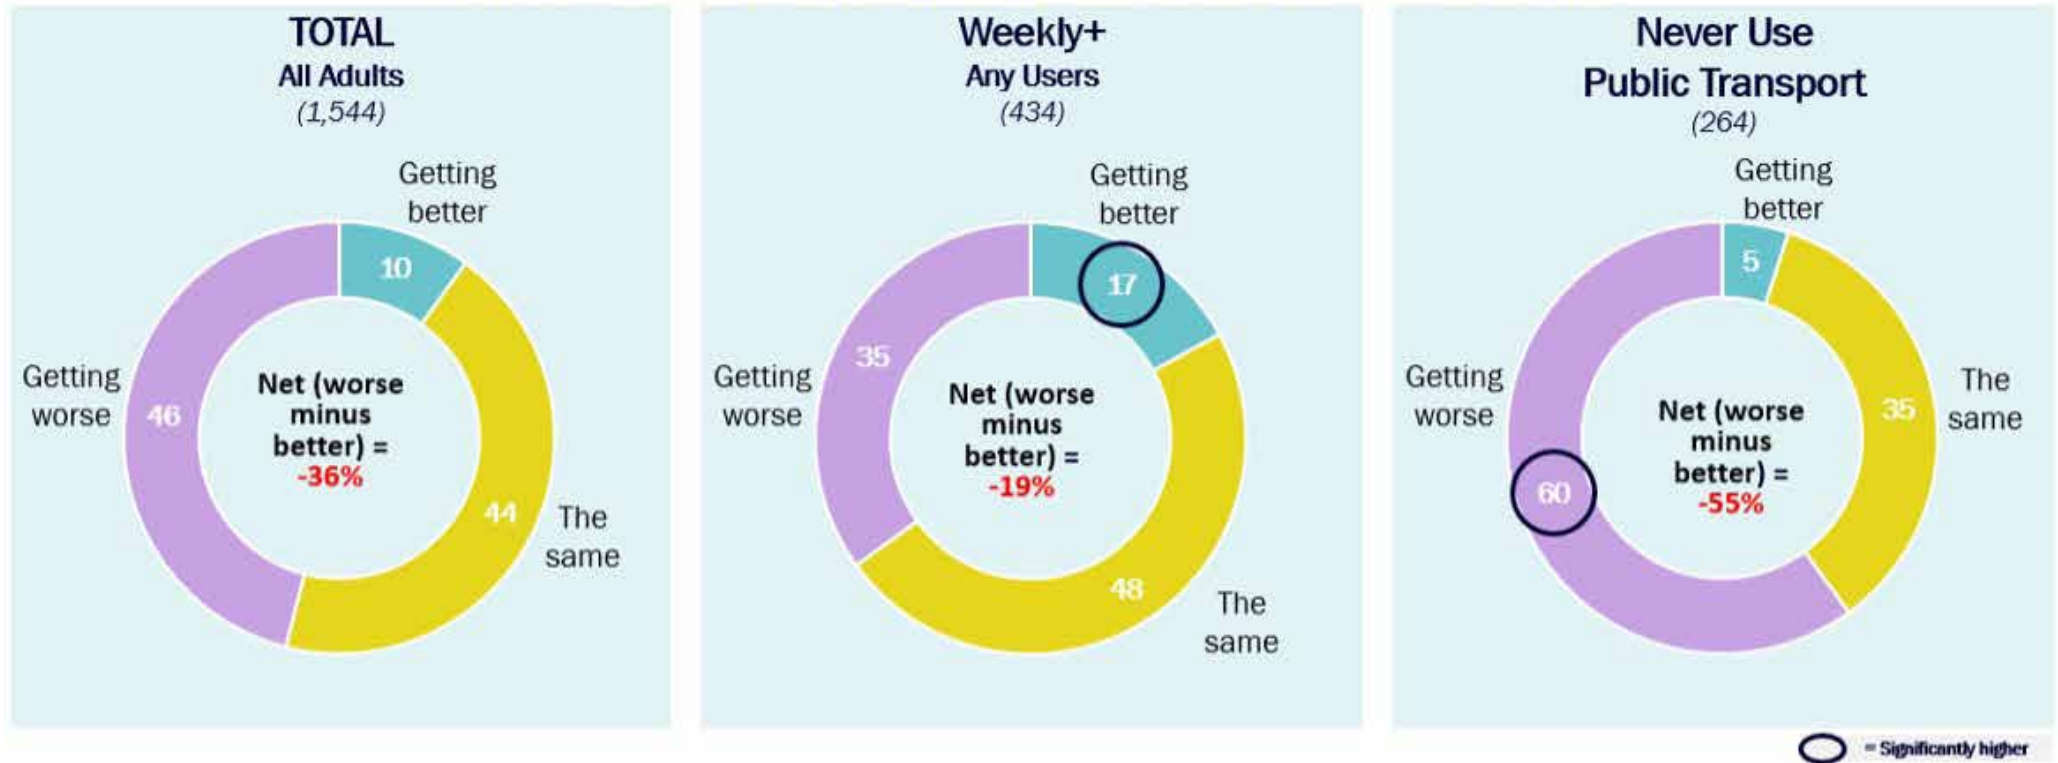 TOTAL
All Adults
(1,544)
Getting
better
10
Getting
worse
46
Net (worse
minus
better) =
-36%
44
The
same
Weekly+
Any Users
(434)
Getting
better
17
35
Getting
worse
Net (worse
minus
better) =
-19%
48
The
same
Never Use
Public Transport
(264)
Getting
better
5
Getting
worse
The
same
35
Net (worse
minus
better) =
-55%
60
= Significantly higher